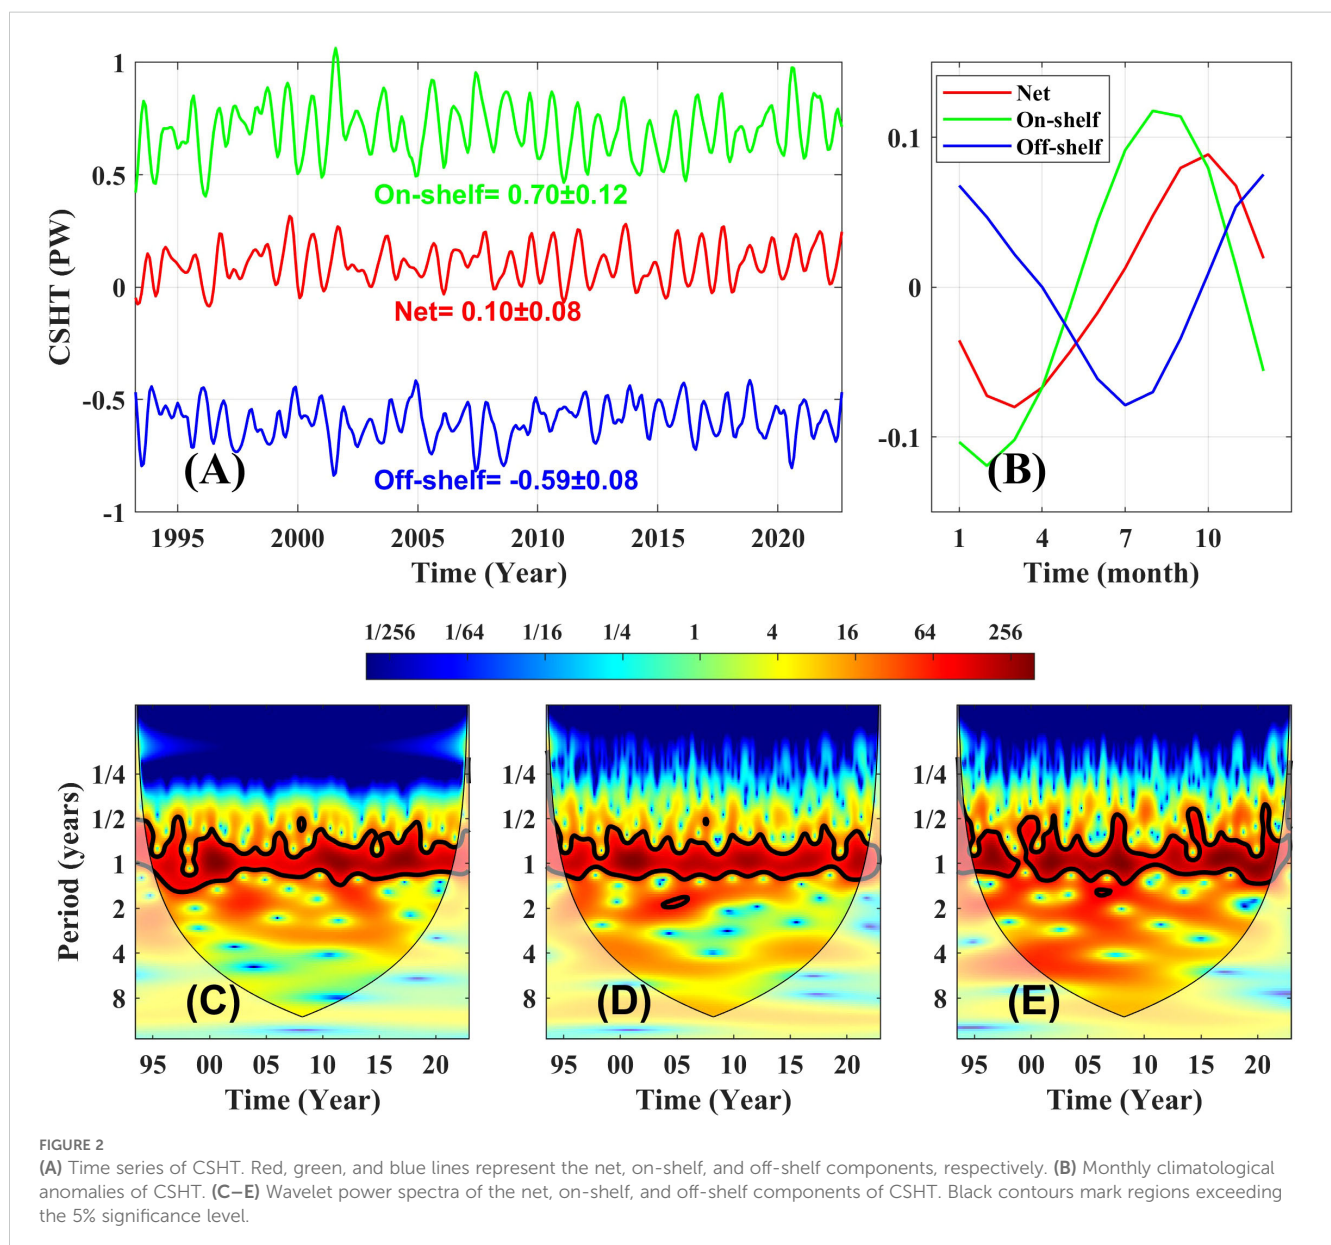 1
0.5
0
-0.5
-1
CSHT (PW)
On-shelf= 0.70±0.12
Net= 0.10±0.08
Off-shelf= -0.59±0.08
(A)
1995 2000 2005 2010 2015 2020
Time (Year)
Net
On-shelf
Off-shelf
0.1
0
-0.1
(B)
1 4 7 10
Time (month)
1/256 1/64 1/16 1/4 1 4 16 64 256
Period (years)
1/4
1/2
1
2
4
8
(C)
95 00 05 10 15 20
Time (Year)
1/4
1/2
1
2
4
8
(D)
95 00 05 10 15 20
Time (Year)
1/4
1/2
1
2
4
8
(E)
95 00 05 10 15 20
Time (Year)
FIGURE 2
(A) Time series of CSHT. Red, green, and blue lines represent the net, on-shelf, and off-shelf components, respectively. (B) Monthly climatological
anomalies of CSHT. (C–E) Wavelet power spectra of the net, on-shelf, and off-shelf components of CSHT. Black contours mark regions exceeding
the 5% significance level.